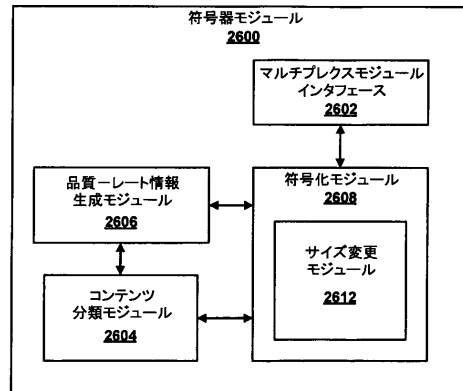 符号器モジュール
2600
マルチプレクスモジュール
インタフェース
2602
品質－レート情報
生成モジュール
2606
符号化モジュール
2608
サイズ変更
モジュール
2612
コンテンツ
分類モジュール
2604